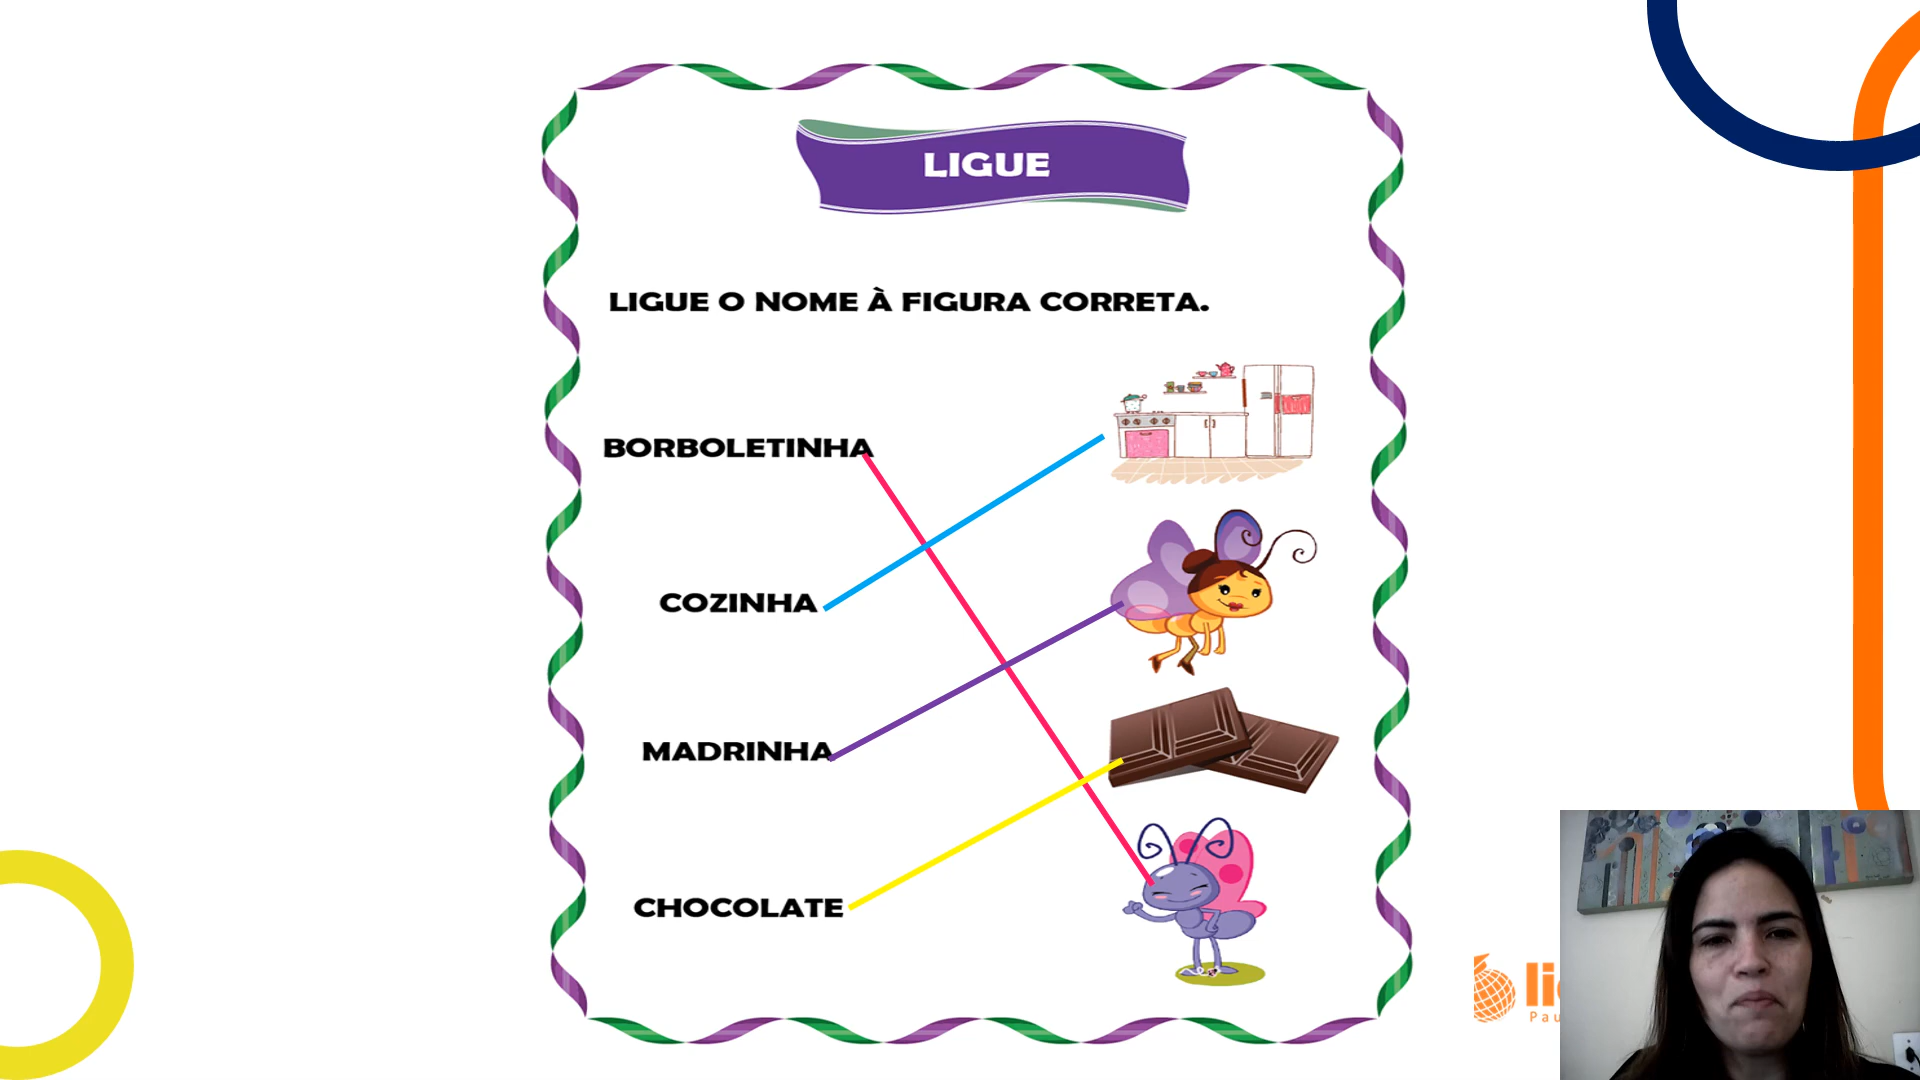 LIGUE
LIGUE O NOME À FIGURA CORRETA.
BORBOLETINHA
COZINHA
MADRINHA
CHOCOLATE